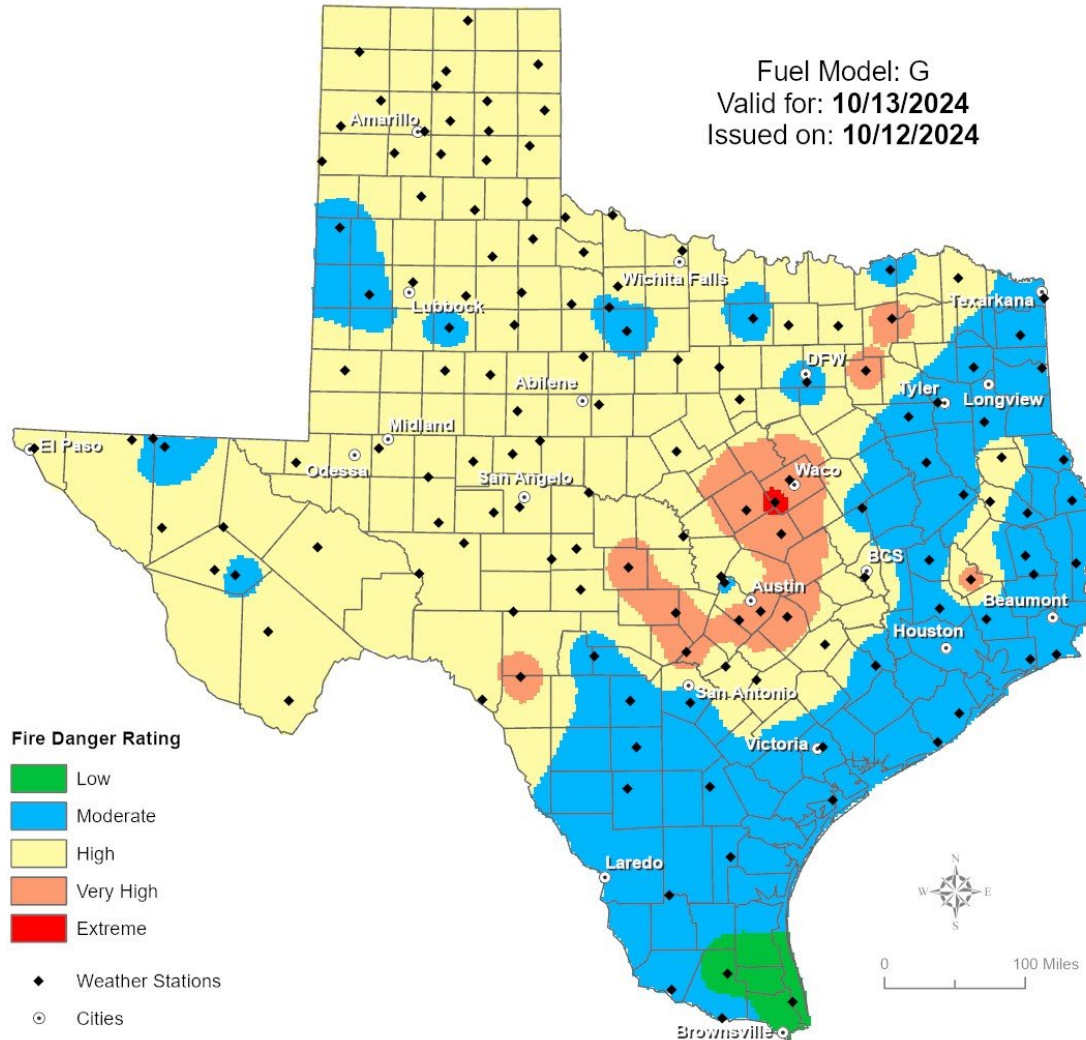 Fuel Model: G
Valid for: 10/13/2024
Issued on: 10/12/2024
Amarillo
Wichita Falls
Lubbock
Texarkana
DFW
Abilene
Tyler
Longview
Midland
El Paso
Odessa
San Angelo
Waco
BCS
Austin
Beaumont
Houston
San Antonio
Victoria
Laredo
Brownsville
Fire Danger Rating
Low
Moderate
High
Very High
Extreme
Weather Stations
Cities
N
W
E
S
0
100 Miles